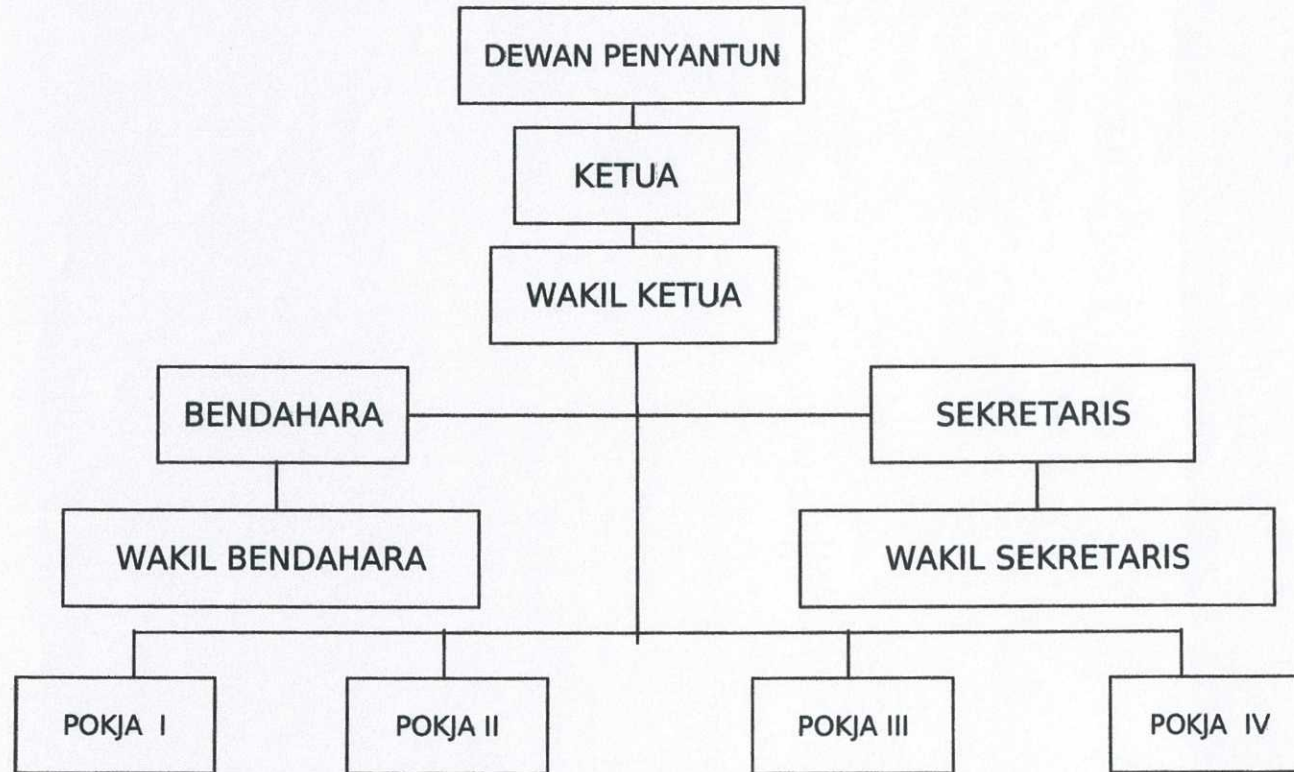 DEWAN PENYANTUN
KETUA
WAKIL KETUA
BENDAHARA
SEKRETARIS
WAKIL BENDAHARA
WAKIL SEKRETARIS
POKJA I
POKJA II
POKJA III
POKJA IV